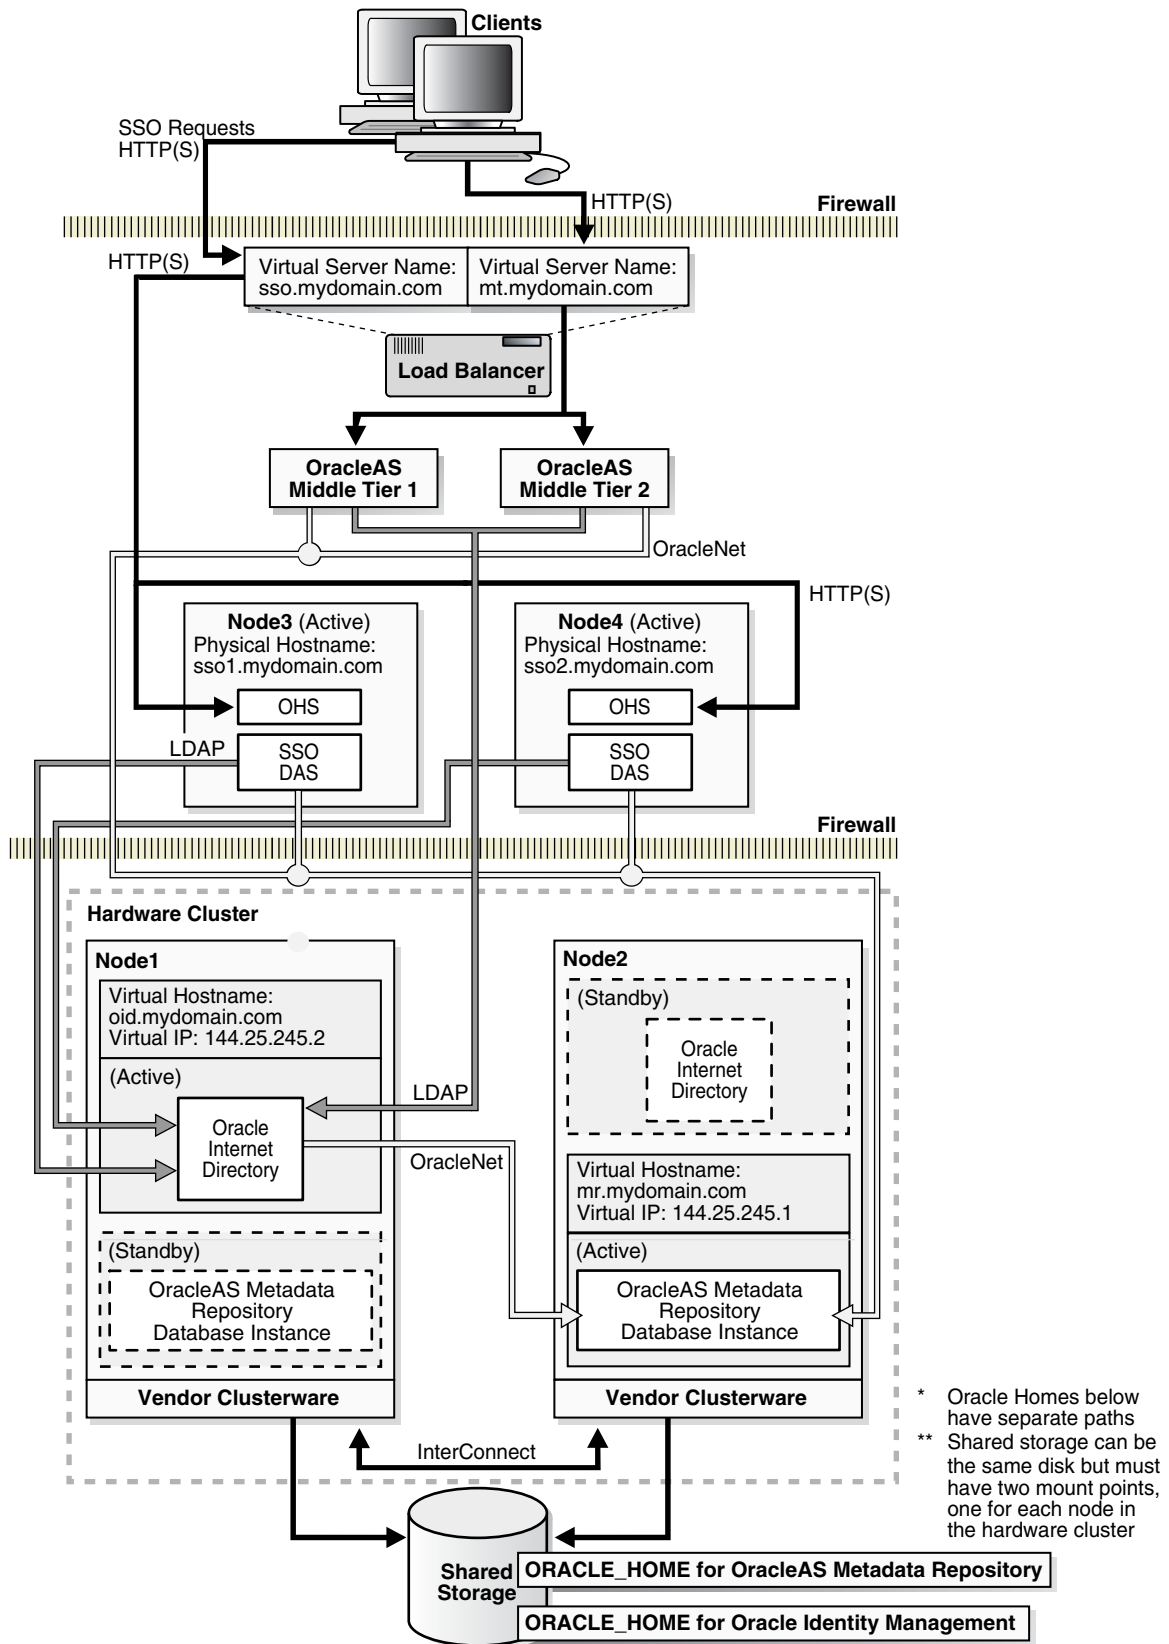 Clients
SSO Requests
HTTP(S)
HTTP(S)
Firewall
HTTP(S)
Virtual Server Name:
sso.mydomain.com
Virtual Server Name:
mt.mydomain.com
Load Balancer
OracleAS
Middle Tier 1
OracleAS
Middle Tier 2
OracleNet
HTTP(S)
Node3 (Active)
Physical Hostname:
sso1.mydomain.com
OHS
LDAP
SSO
DAS
Node4 (Active)
Physical Hostname:
sso2.mydomain.com
OHS
SSO
DAS
Firewall
Hardware Cluster
Node1
Virtual Hostname:
oid.mydomain.com
Virtual IP: 144.25.245.2
(Active)
Oracle
Internet
Directory
LDAP
OracleNet
(Standby)
OracleAS Metadata
Repository
Database Instance
Vendor Clusterware
Node2
(Standby)
Oracle
Internet
Directory
Virtual Hostname:
mr.mydomain.com
Virtual IP: 144.25.245.1
(Active)
OracleAS Metadata
Repository
Database Instance
Vendor Clusterware
InterConnect
* Oracle Homes below
have separate paths
** Shared storage can be
the same disk but must
have two mount points,
one for each node in
the hardware cluster
Shared
Storage
ORACLE_HOME for OracleAS Metadata Repository
ORACLE_HOME for Oracle Identity Management